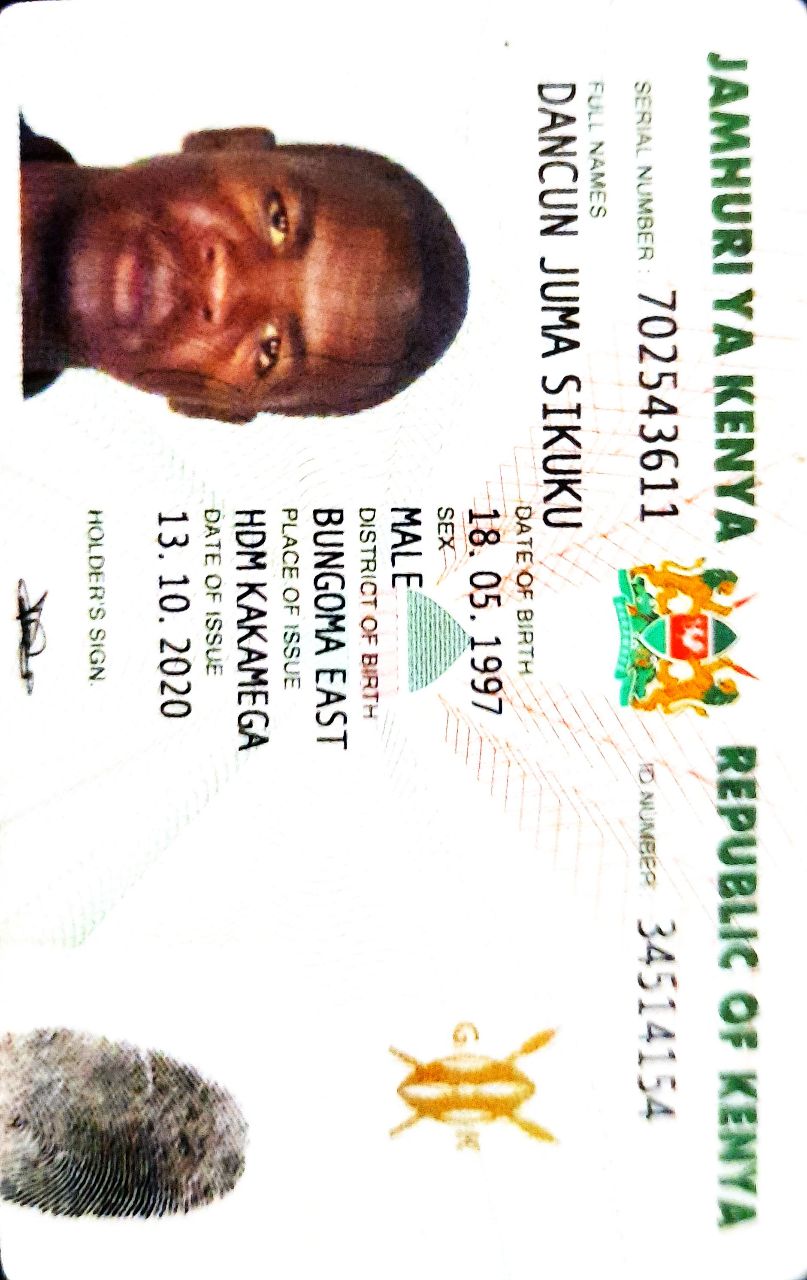 JAMHURI YA KENYA REPUBLIC OF KENYA
SERIAL NUMBER: 702543611 ID NUMBER: 34514154
FULL NAMES
DANCUN JUMA SIKUKU
DATE OF BIRTH
18.05.1997
SEX
MALE
DISTRICT OF BIRTH
BUNGOMA EAST
PLACE OF ISSUE
HDM KAKAMEGA
DATE OF ISSUE
13.10.2020
HOLDER'S SIGN.
G K